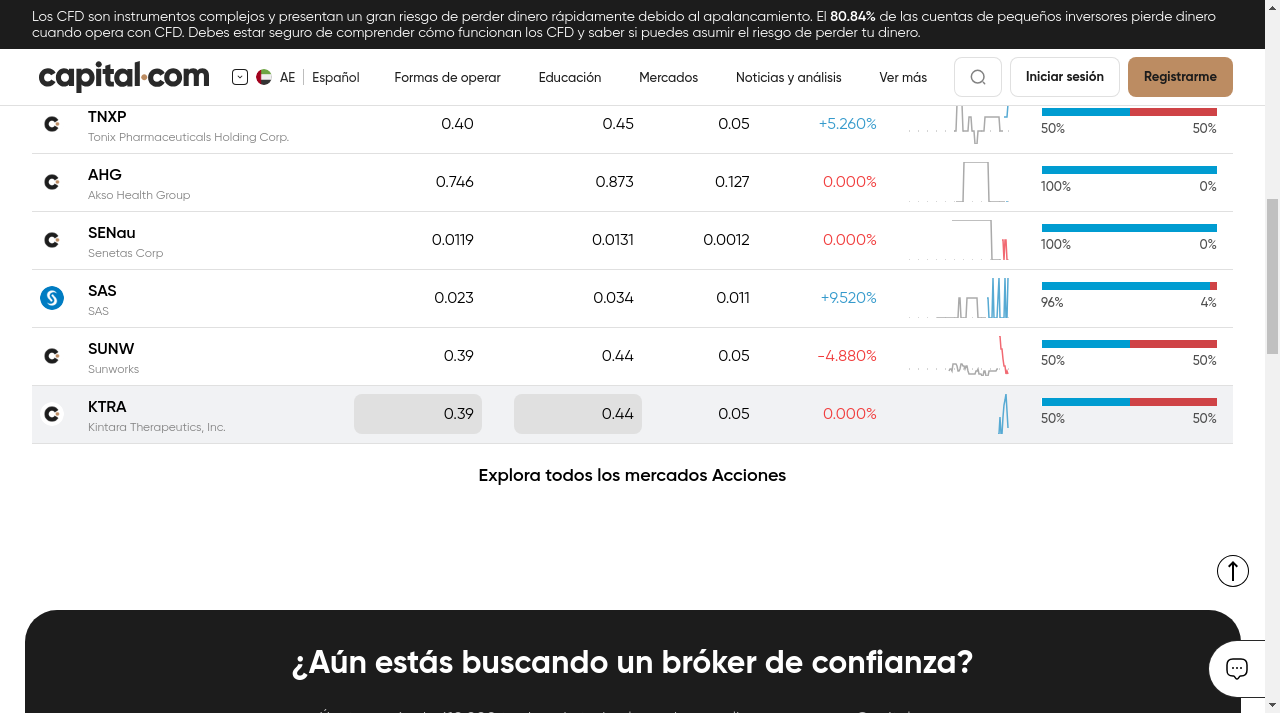 Los CFD son instrumentos complejos y presentan un gran riesgo de perder dinero rápidamente debido al apalancamiento. El 80.84% de las cuentas de pequeños inversores pierde dinero
cuando opera con CFD. Debes estar seguro de comprender cómo funcionan los CFD y saber si puedes asumir el riesgo de perder tu dinero.
capital.com AE Español Formas de operar Educación Mercados Noticias y análisis Ver más Iniciar sesión Registrarme
TNXP 0.40 0.45 0.05 +5.260% 50% 50%
Tonix Pharmaceuticals Holding Corp.
AHG 0.746 0.873 0.127 0.000% 100% 0%
Akso Health Group
SENau 0.0119 0.0131 0.0012 0.000% 100% 0%
Senetas Corp
SAS 0.023 0.034 0.011 +9.520% 96% 4%
SAS
SUNW 0.39 0.44 0.05 -4.880% 50% 50%
Sunworks
KTRA 0.39 0.44 0.05 0.000% 50% 50%
Kintara Therapeutics, Inc.
Explora todos los mercados Acciones
¿Aún estás buscando un bróker de confianza?